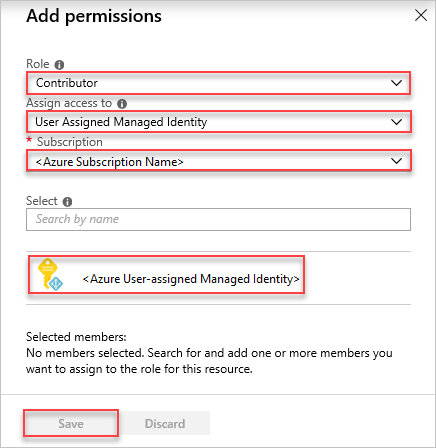 Add permissions
Role
Contributor
Assign access to
User Assigned Managed Identity
* Subscription
<Azure Subscription Name>
Select
Search by name
<Azure User-assigned Managed Identity>
Selected members:
No members selected. Search for and add one or more members you
want to assign to the role for this resource.
Save Discard